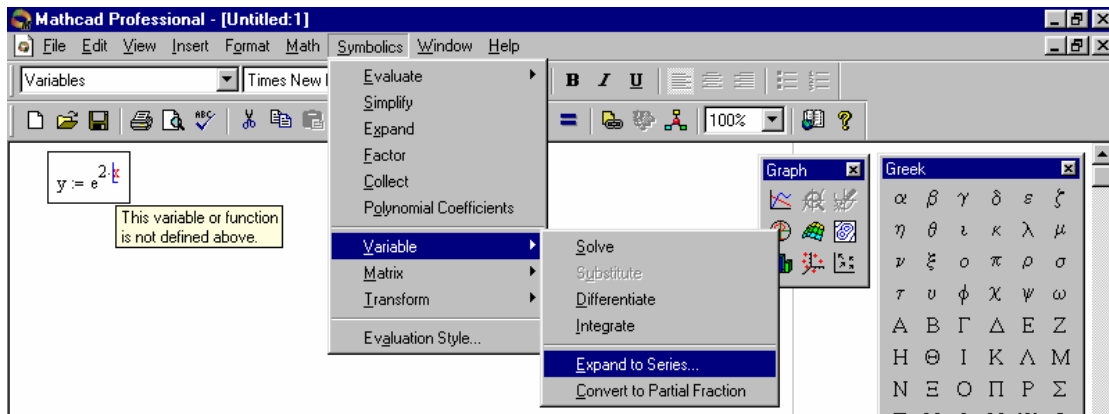 Mathcad Professional - [Untitled:1]
File Edit View Insert Format Math Symbolics Window Help
Variables Times New B I U
ABC 100% ?
Evaluate
Simplify
Expand
Factor
Collect
Polynomial Coefficients
Variable
Matrix
Transform
Evaluation Style...
Solve
Substitute
Differentiate
Integrate
Expand to Series...
Convert to Partial Fraction
y := e^2·x
This variable or function
is not defined above.
Graph
Greek
α β γ δ ε ζ
η θ ι κ λ μ
ν ξ ο π ρ σ
τ υ φ χ ψ ω
Α Β Γ Δ Ε Ζ
Η Θ Ι Κ Λ Μ
Ν Ξ Ο Π Ρ Σ